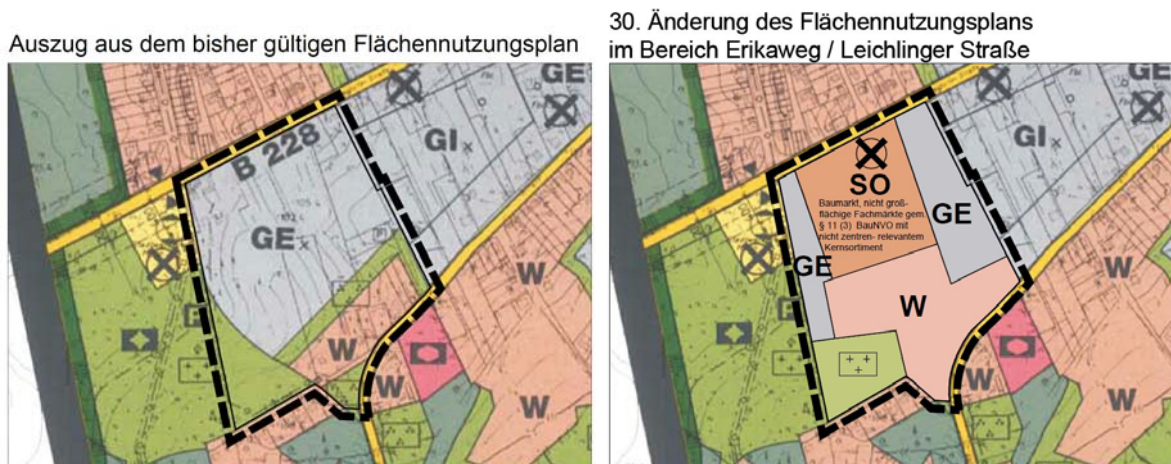 Auszug aus dem bisher gültigen Flächennutzungsplan
B 228
GE
GI
GE
W
W
W
P
30. Änderung des Flächennutzungsplans
im Bereich Erikaweg / Leichlinger Straße
SO
Baumarkt, nicht groß-
flächige Fachmärkte gem.
§ 11 (3) BauNVO mit
nicht zentren- relevantem
Kernsortiment
GE
GE
W
GI
GE
W
W
P